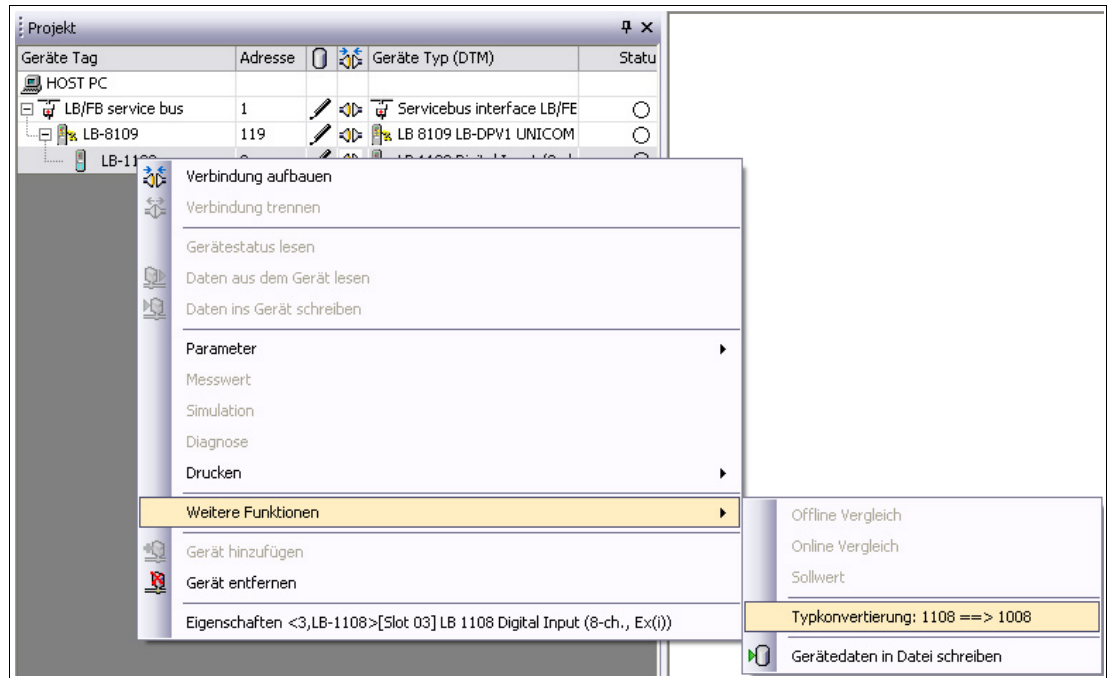 Projekt
Geräte Tag Adresse Geräte Typ (DTM) Statu
HOST PC
LB/FB service bus 1 Servicebus interface LB/FE
LB-8109 119 LB 8109 LB-DPV1 UNICOM
Verbindung aufbauen
Verbindung trennen
Gerätestatus lesen
Daten aus dem Gerät lesen
Daten ins Gerät schreiben
Parameter
Messwert
Simulation
Diagnose
Drucken
Weitere Funktionen
Gerät hinzufügen
Gerät entfernen
Eigenschaften <3,LB-1108>[Slot 03] LB 1108 Digital Input (8-ch., Ex(i))
Offline Vergleich
Online Vergleich
Sollwert
Typkonvertierung: 1108 ==> 1008
Gerätedaten in Datei schreiben